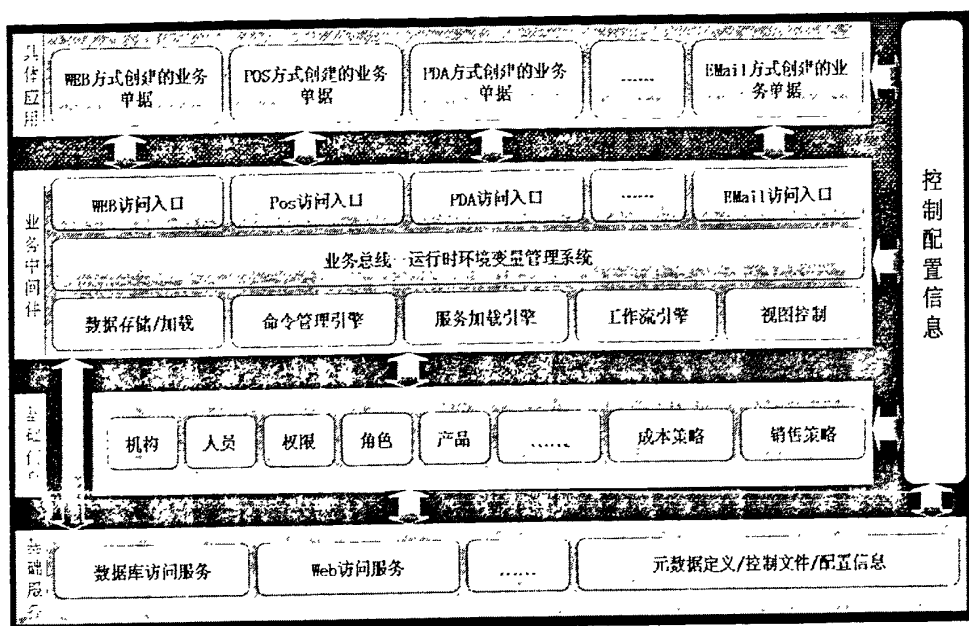 具体应用
WEB方式创建的业务
单据
POS方式创建的业务
单据
PDA方式创建的业务
单据
......
EMail方式创建的业
务单据
业务中间件
WEB访问入口
Pos访问入口
PDA访问入口
......
EMail访问入口
业务总线--运行时环境变量管理系统
数据存储/加载
命令管理引擎
服务加载引擎
工作流引擎
视图控制
机构
人员
权限
角色
产品
......
成本策略
销售策略
基础服务
数据库访问服务
Web访问服务
......
元数据定义/控制文件/配置信息
控制配置信息